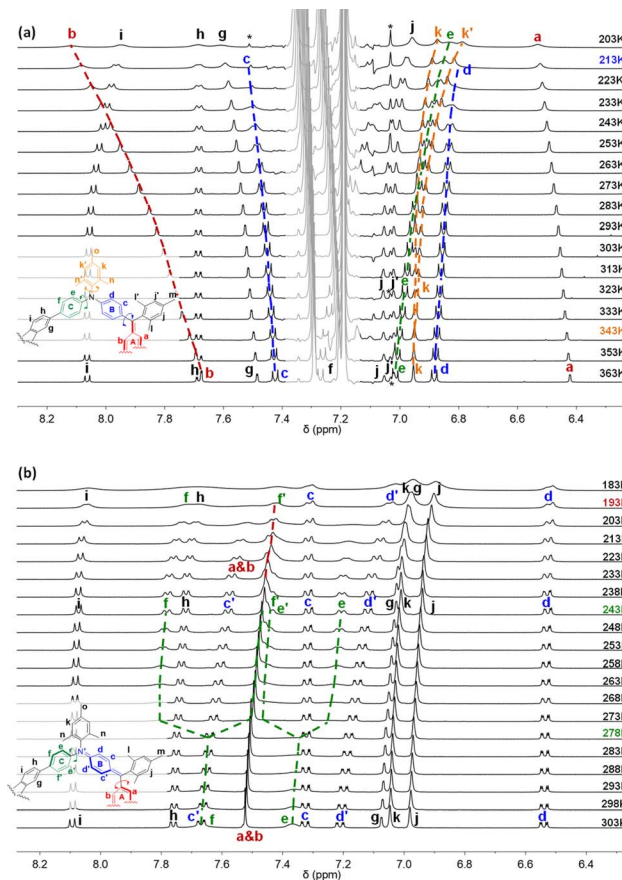 (a)
b
i
h
g
*
c
*
j
k
e
k'
d
a
203K
213K
223K
233K
243K
253K
263K
273K
283K
293K
303K
313K
323K
333K
343K
353K
363K
o
k' k
n' n
e d
f C N B c
i h g
l' j' m
l j
b A a
j j'
e k
i h b g c f j j e k d a
*
8.2 8.0 7.8 7.6 7.4 7.2 7.0 6.8 6.6 6.4
δ (ppm)
(b)
i
f h
f'
c
d'
k g
j
d
a&b
f h c' f' e' c e d' g k j d
i
183K
193K
203K
213K
223K
233K
238K
243K
248K
253K
258K
263K
268K
273K
278K
283K
288K
293K
298K
303K
o
k
n n
e d
f C N⁺ B c
e' d'
f' c'
i h g
l m
j
b A a
i h c' f a&b e c d' g k j d
8.2 8.0 7.8 7.6 7.4 7.2 7.0 6.8 6.6 6.4
δ (ppm)